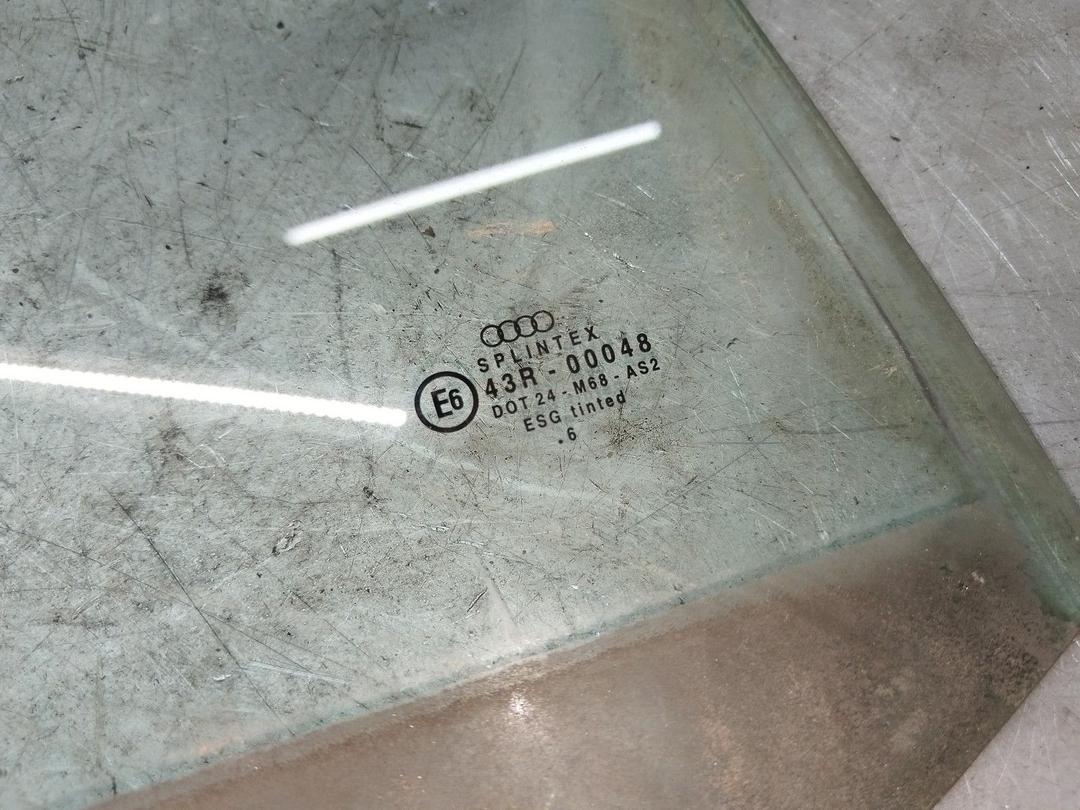 SPLINTEX
E6 43R - 00048
DOT 24 - M68 - AS2
ESG tinted
.6